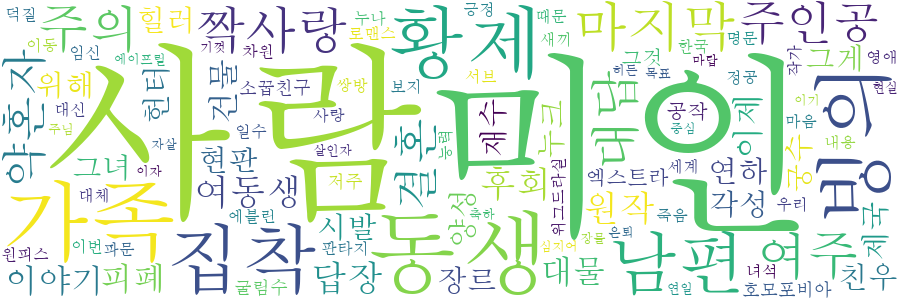 덕질 주의 힐러 짝사랑 누나 로맨스 황제 긍정 때문 새끼 마지막 주인공
이동 임신 에이프릴 기껏 차원 그것 한국 명문 그게 영애
약혼자 위해 헌터 선물 소꿉친구 쌍방 보지 서브 대답 히든 목표 마탑 정공 추가 현실
사람 미인 빙의
대신 주님 자살 일수 사랑 살인자 재수 누크 이제 공작 중심 궁수 마음 이기 내용
그녀 현판 결혼 능력 후회 엑스트라 연하
가족 대체 이자 여동생 저주 양성 원작 각성 세계 우리
집착 에블린 시발 축하 동생 위그드라실 죽음 제국
원피스 이번 파문 판타지 심지어 장르 은퇴 남편 여주 녀석
이야기 피폐 굴림수 답장 장르 대물 연일 호모포비아 친우